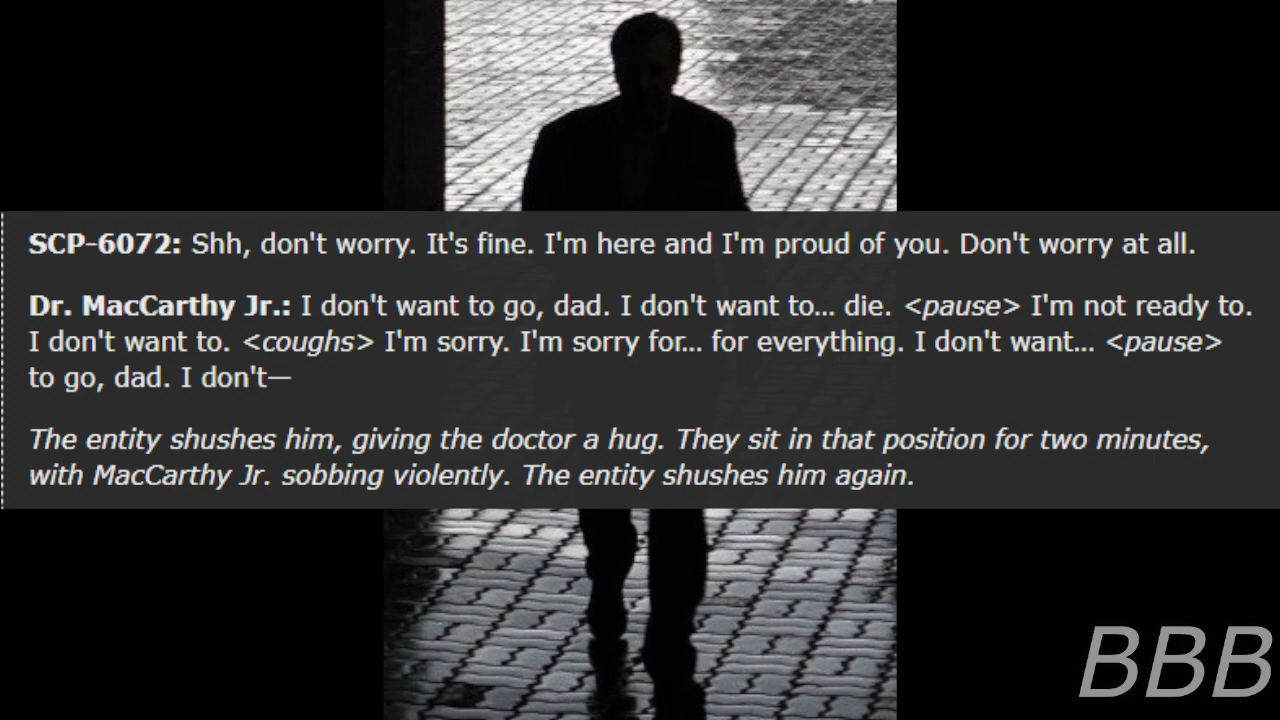 SCP-6072: Shh, don't worry. It's fine. I'm here and I'm proud of you. Don't worry at all.
Dr. MacCarthy Jr.: I don't want to go, dad. I don't want to... die. <pause> I'm not ready to.
I don't want to. <coughs> I'm sorry. I'm sorry for... for everything. I don't want... <pause>
to go, dad. I don't—
The entity shushes him, giving the doctor a hug. They sit in that position for two minutes,
with MacCarthy Jr. sobbing violently. The entity shushes him again.
BBB